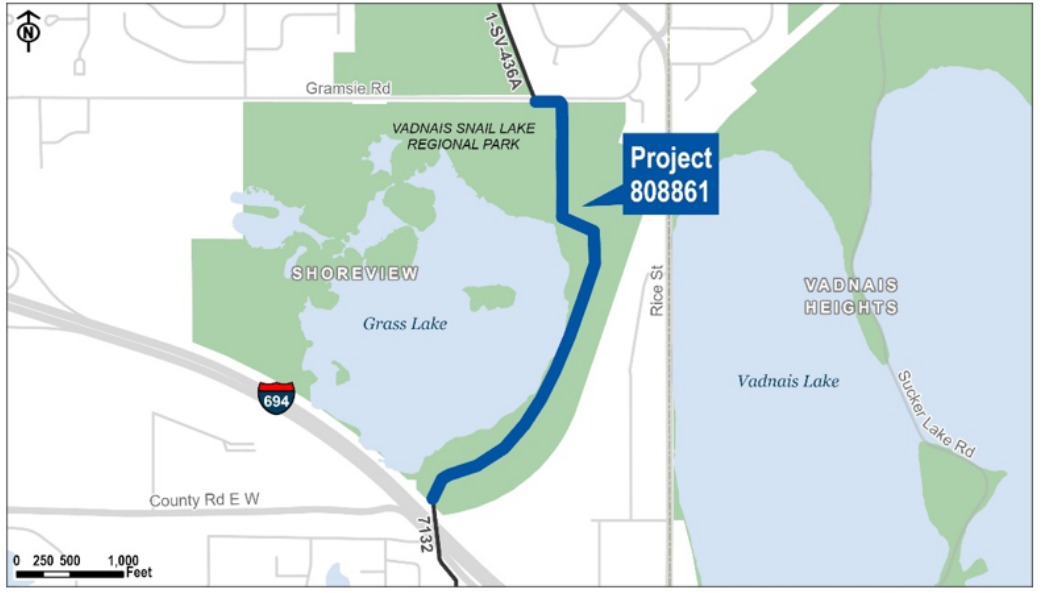 N
1-SV-436A
Gramsie Rd
VADNAIS SNAIL LAKE
REGIONAL PARK
Project
808861
SHOREVIEW
Rice St
VADNAIS
HEIGHTS
Grass Lake
Vadnais Lake
694
Sucker Lake Rd
County Rd E W
7132
0 250 500 1,000
Feet